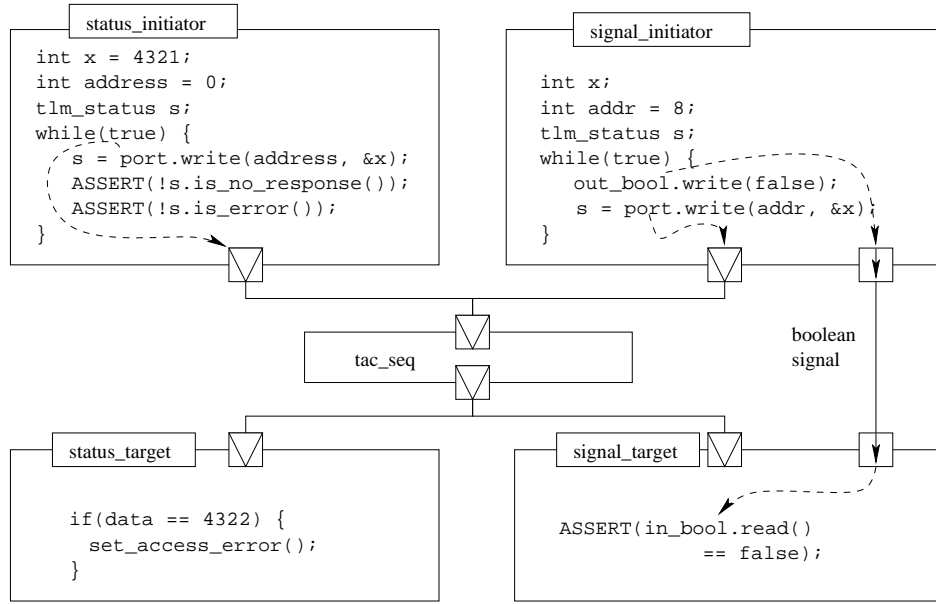 status_initiator
int x = 4321;
int address = 0;
tlm_status s;
while(true) {
s = port.write(address, &x);
ASSERT(!s.is_no_response());
ASSERT(!s.is_error());
}
signal_initiator
int x;
int addr = 8;
tlm_status s;
while(true) {
out_bool.write(false);
s = port.write(addr, &x);
}
tac_seq
boolean
signal
status_target
if(data == 4322) {
set_access_error();
}
signal_target
ASSERT(in_bool.read()
== false);